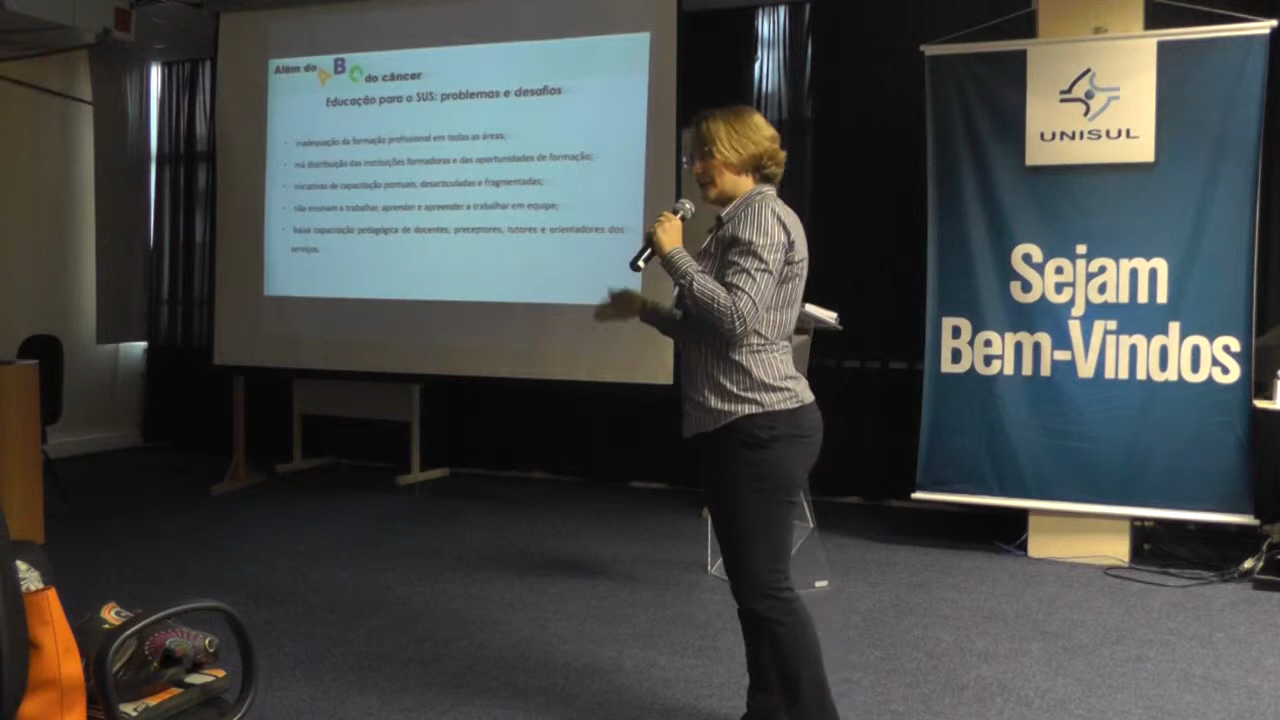 Além do ABC do câncer
Educação para o SUS: problemas e desafios
• inadequação da formação profissional em todas as áreas;
• má distribuição das instituições formadoras e das oportunidades de formação;
• iniciativas de capacitação pontuais, desarticuladas e fragmentadas;
• não ensinam a trabalhar, aprender e apreender a trabalhar em equipe;
• baixa capacitação pedagógica de docentes, preceptores, tutores e orientadores dos
serviços.
UNISUL
Sejam
Bem-Vindos